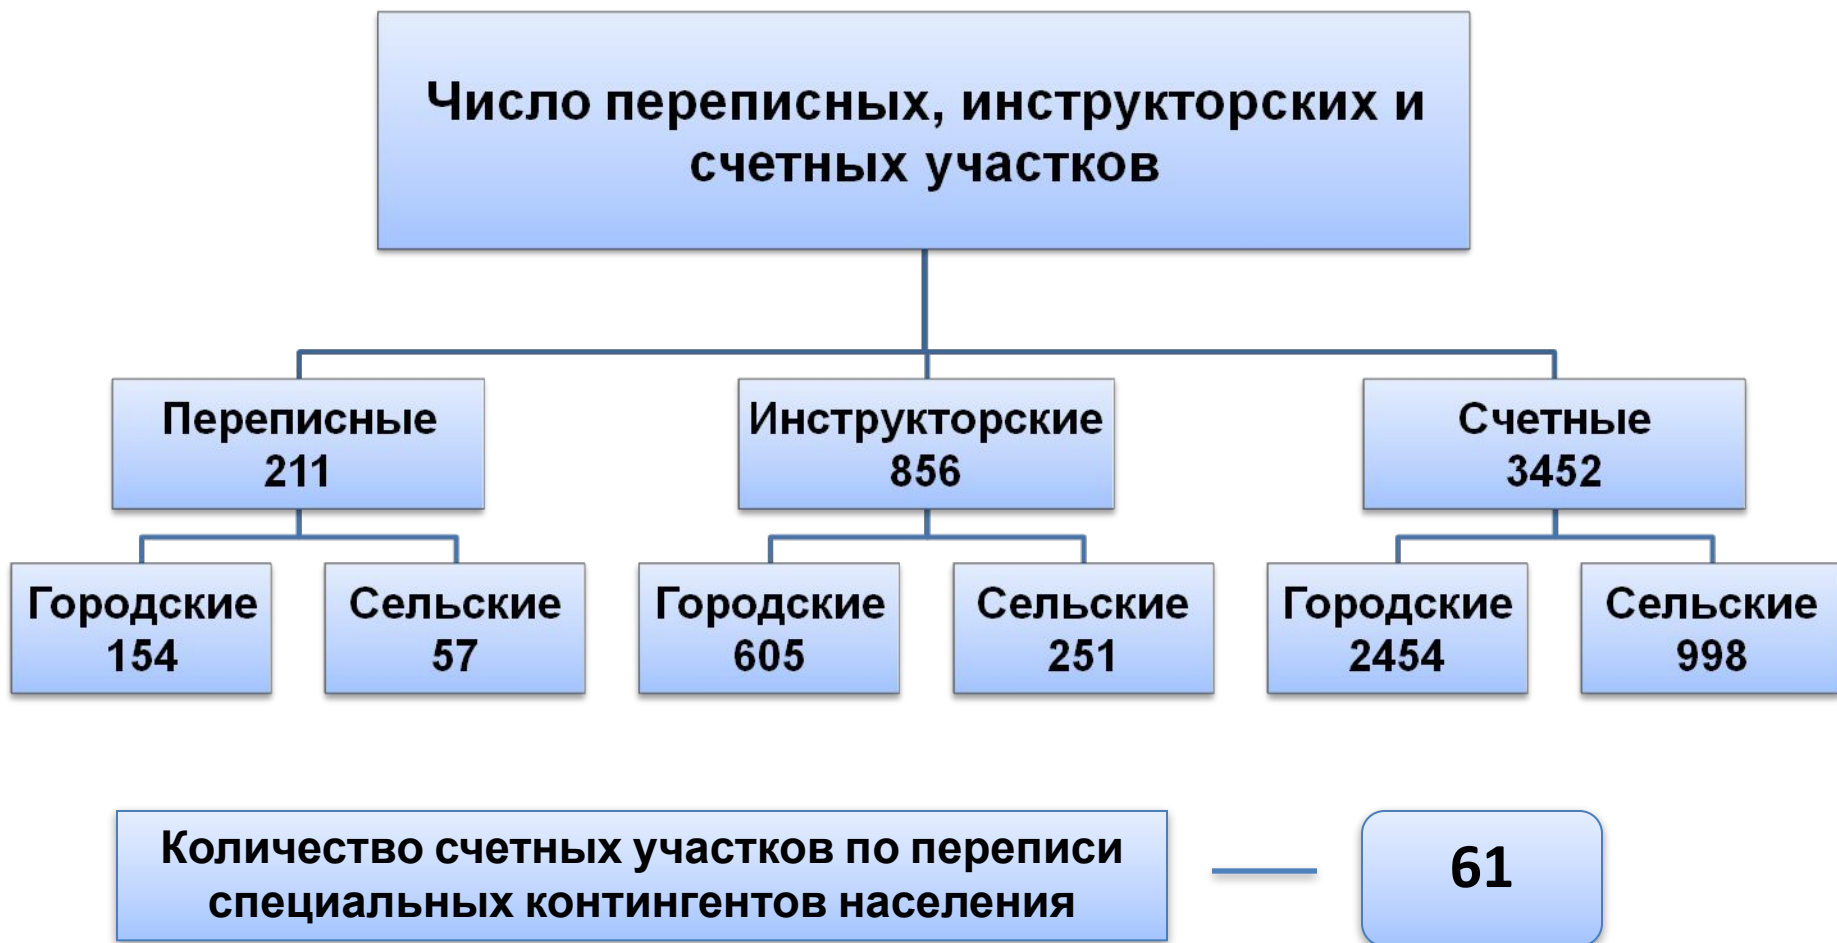 Число переписных, инструкторских и
счетных участков
Переписные
211
Инструкторские
856
Счетные
3452
Городские
154
Сельские
57
Городские
605
Сельские
251
Городские
2454
Сельские
998
Количество счетных участков по переписи
специальных контингентов населения
61